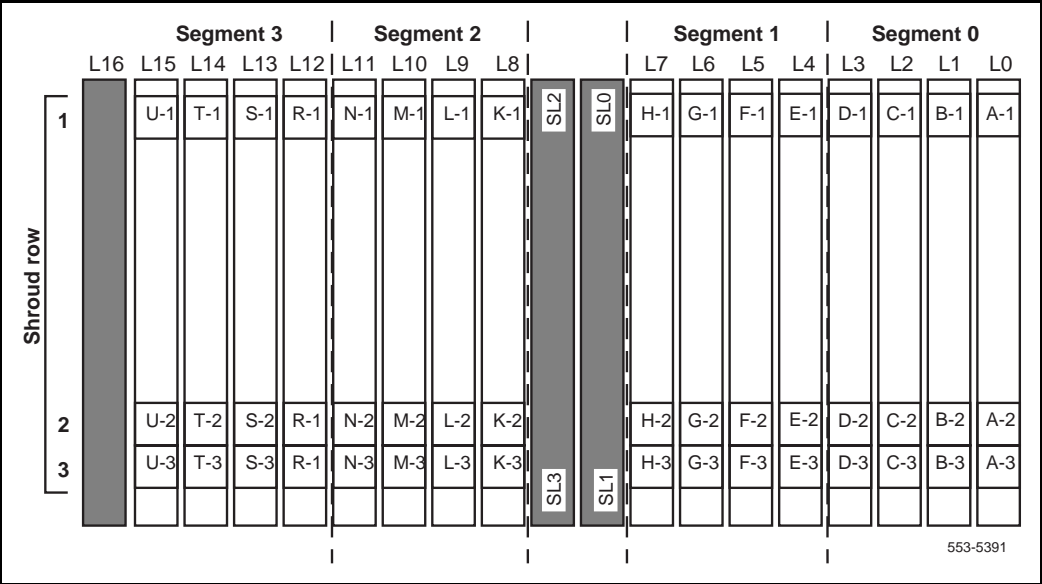 Segment 3 Segment 2 Segment 1 Segment 0
L16 L15 L14 L13 L12 L11 L10 L9 L8 L7 L6 L5 L4 L3 L2 L1 L0
Shroud row
1 U-1 T-1 S-1 R-1 N-1 M-1 L-1 K-1 SL2 SL0 H-1 G-1 F-1 E-1 D-1 C-1 B-1 A-1
2 U-2 T-2 S-2 R-1 N-2 M-2 L-2 K-2 H-2 G-2 F-2 E-2 D-2 C-2 B-2 A-2
3 U-3 T-3 S-3 R-1 N-3 M-3 L-3 K-3 SL3 SL1 H-3 G-3 F-3 E-3 D-3 C-3 B-3 A-3
553-5391